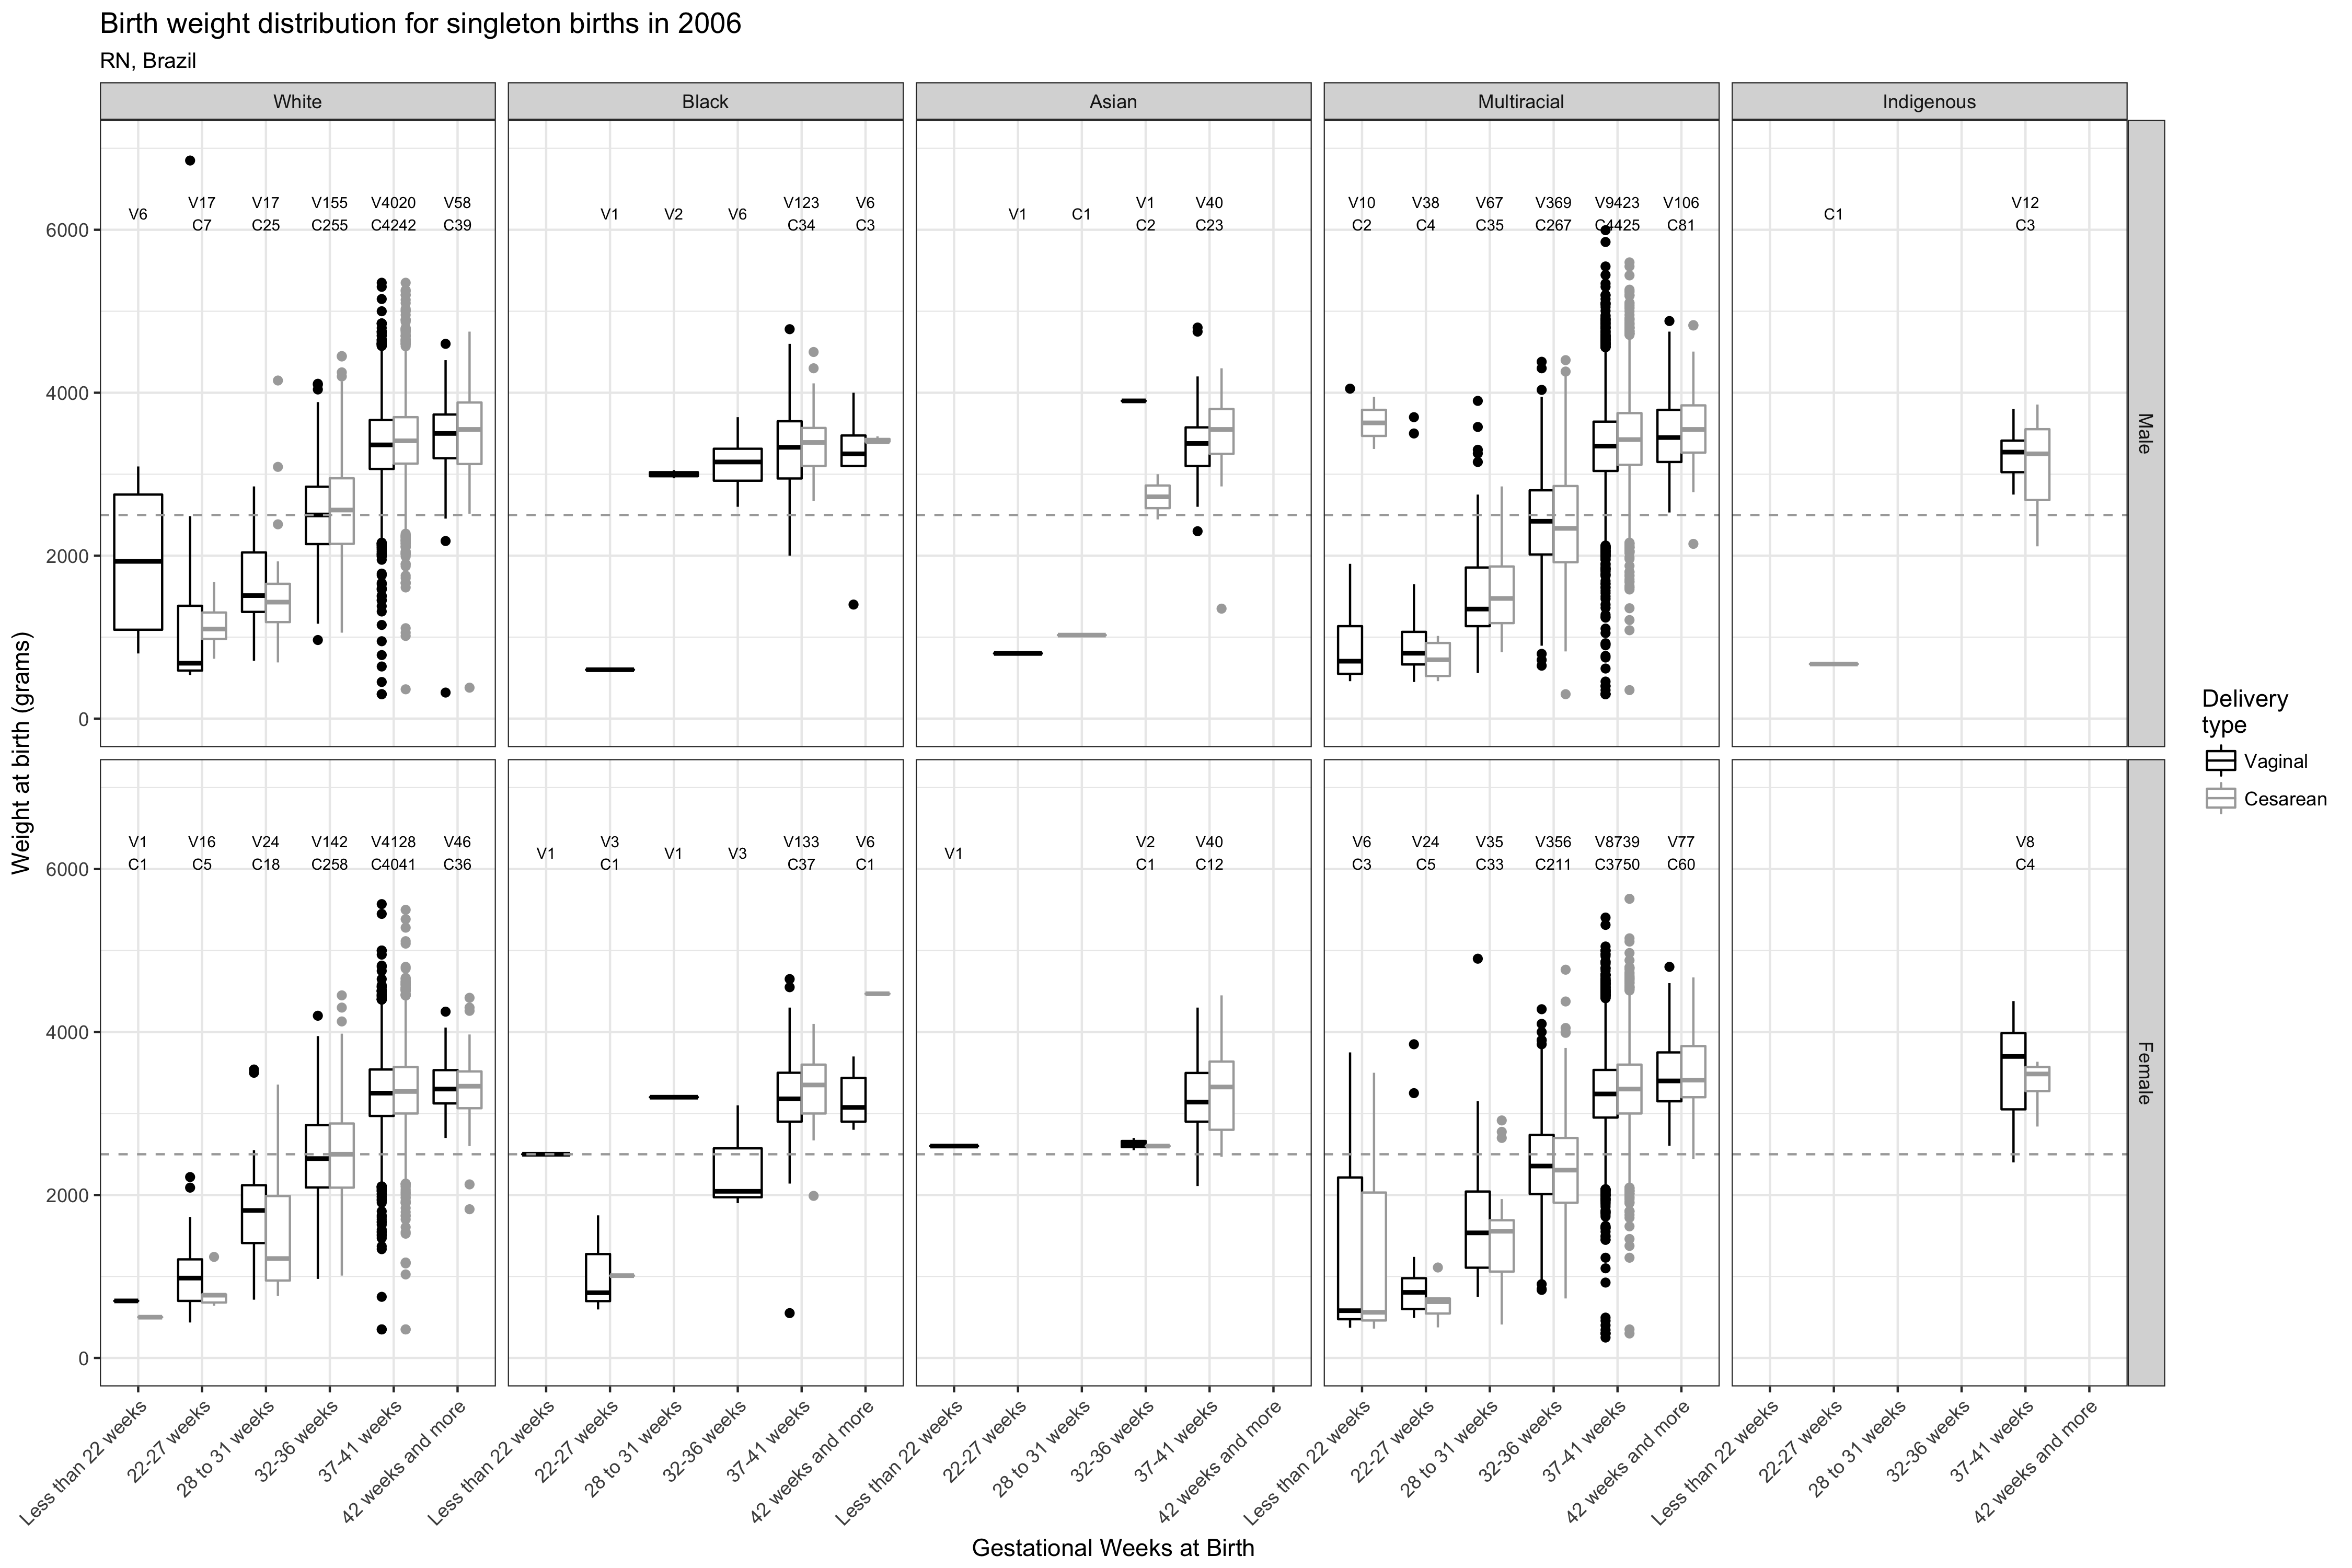 Birth weight distribution for singleton births in 2006
RN, Brazil
White
Black
Asian
Multiracial
Indigenous
Weight at birth (grams)
6000
4000
2000
0
V6
V17
C7
V17
C25
V155
C255
V4020
C4242
V58
C39
V1
V2
V6
V123
C34
V6
C3
V1
C1
V1
C2
V40
C23
V10
C2
V38
C4
V67
C35
V369
C267
V9423
C4425
V106
C81
C1
V12
C3
Male
6000
4000
2000
0
V1
C1
V16
C5
V24
C18
V142
C258
V4128
C4041
V46
C36
V1
V3
C1
V1
V3
V133
C37
V6
C1
V1
V2
C1
V40
C12
V6
C3
V24
C5
V35
C33
V356
C211
V8739
C3750
V77
C60
V8
C4
Female
Less than 22 weeks
22-27 weeks
28 to 31 weeks
32-36 weeks
37-41 weeks
42 weeks and more
Less than 22 weeks
22-27 weeks
28 to 31 weeks
32-36 weeks
37-41 weeks
42 weeks and more
Less than 22 weeks
22-27 weeks
28 to 31 weeks
32-36 weeks
37-41 weeks
42 weeks and more
Less than 22 weeks
22-27 weeks
28 to 31 weeks
32-36 weeks
37-41 weeks
42 weeks and more
Less than 22 weeks
22-27 weeks
28 to 31 weeks
32-36 weeks
37-41 weeks
42 weeks and more
Gestational Weeks at Birth
Delivery
type
Vaginal
Cesarean